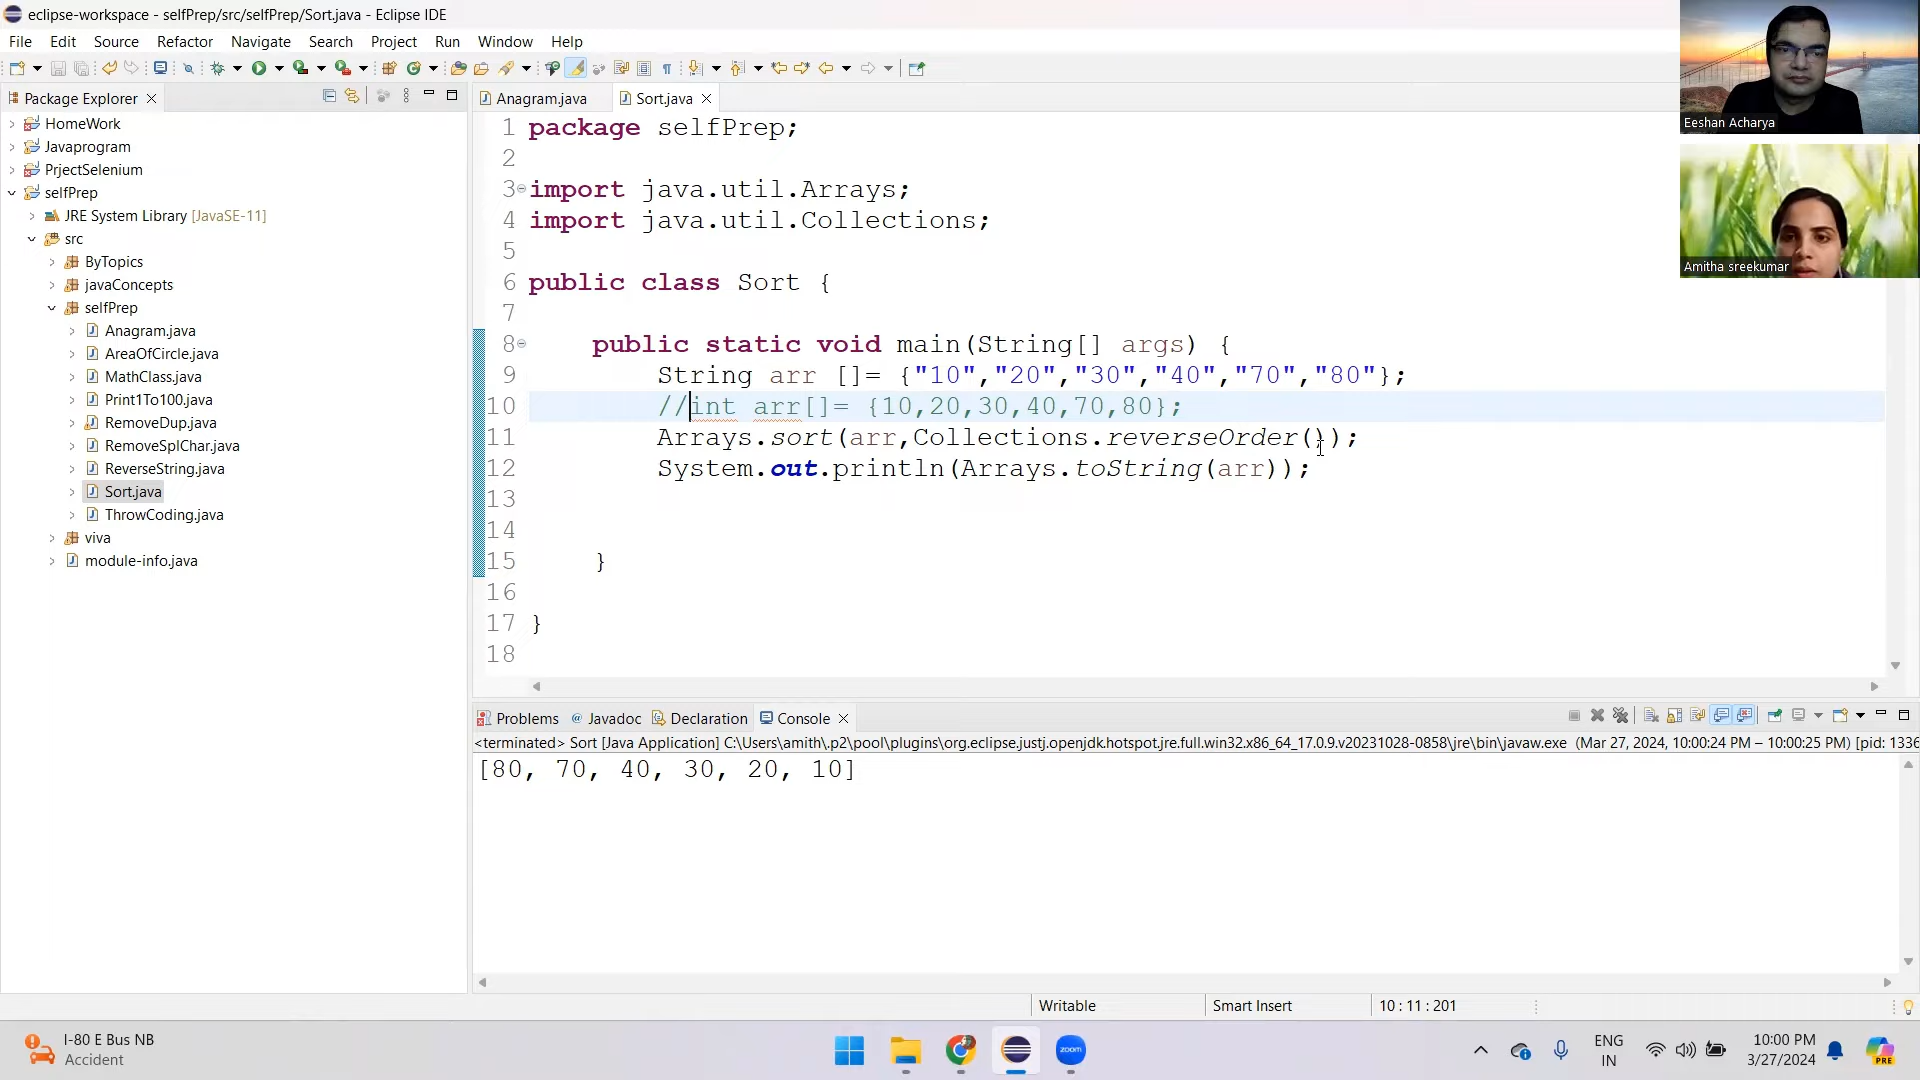 eclipse-workspace - selfPrep/src/selfPrep/Sort.java - Eclipse IDE
File Edit Source Refactor Navigate Search Project Run Window Help
Package Explorer
HomeWork
Javaprogram
PrjectSelenium
selfPrep
JRE System Library [JavaSE-11]
src
ByTopics
javaConcepts
selfPrep
Anagram.java
AreaOfCircle.java
MathClass.java
Print1To100.java
RemoveDup.java
RemoveSplChar.java
ReverseString.java
Sort.java
ThrowCoding.java
viva
module-info.java
Anagram.java Sort.java
1 package selfPrep;
2
3 import java.util.Arrays;
4 import java.util.Collections;
5
6 public class Sort {
7
8 public static void main(String[] args) {
9 String arr []= {"10","20","30","40","70","80"};
10 //int arr[]= {10,20,30,40,70,80};
11 Arrays.sort(arr,Collections.reverseOrder());
12 System.out.println(Arrays.toString(arr));
13
14
15 }
16
17 }
18
Eeshan Acharya
Amitha sreekumar
Problems @ Javadoc Declaration Console
<terminated> Sort [Java Application] C:\Users\amith\.p2\pool\plugins\org.eclipse.justj.openjdk.hotspot.jre.full.win32.x86_64_17.0.9.v20231028-0858\jre\bin\javaw.exe (Mar 27, 2024, 10:00:24 PM – 10:00:25 PM) [pid: 1336
[80, 70, 40, 30, 20, 10]
Writable Smart Insert 10 : 11 : 201
I-80 E Bus NB
Accident
zoom
ENG
IN
10:00 PM
3/27/2024
PRE